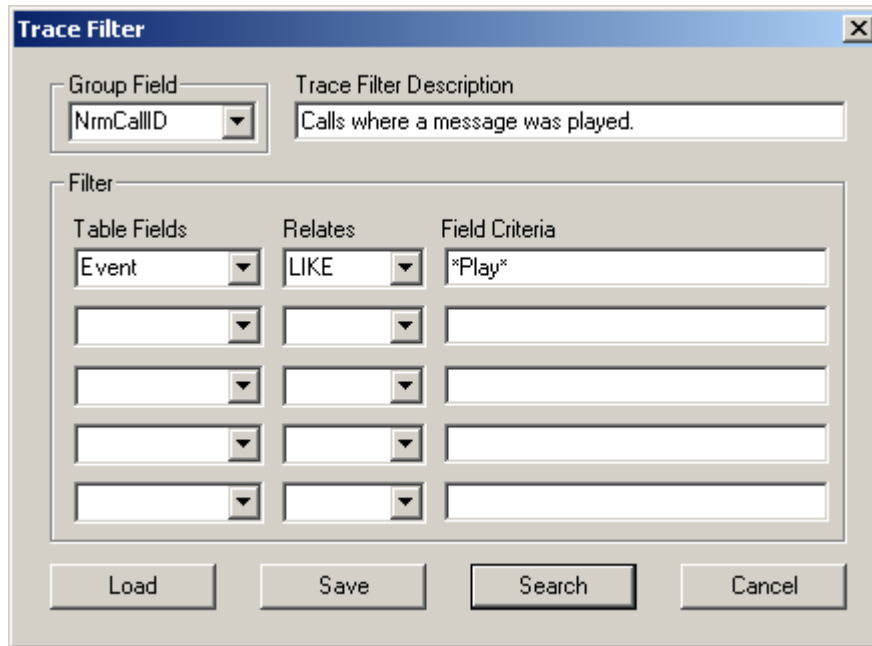 Trace Filter
Group Field
Trace Filter Description
NrmCallID
Calls where a message was played.
Filter
Table Fields
Relates
Field Criteria
Event
LIKE
*Play*
Load
Save
Search
Cancel